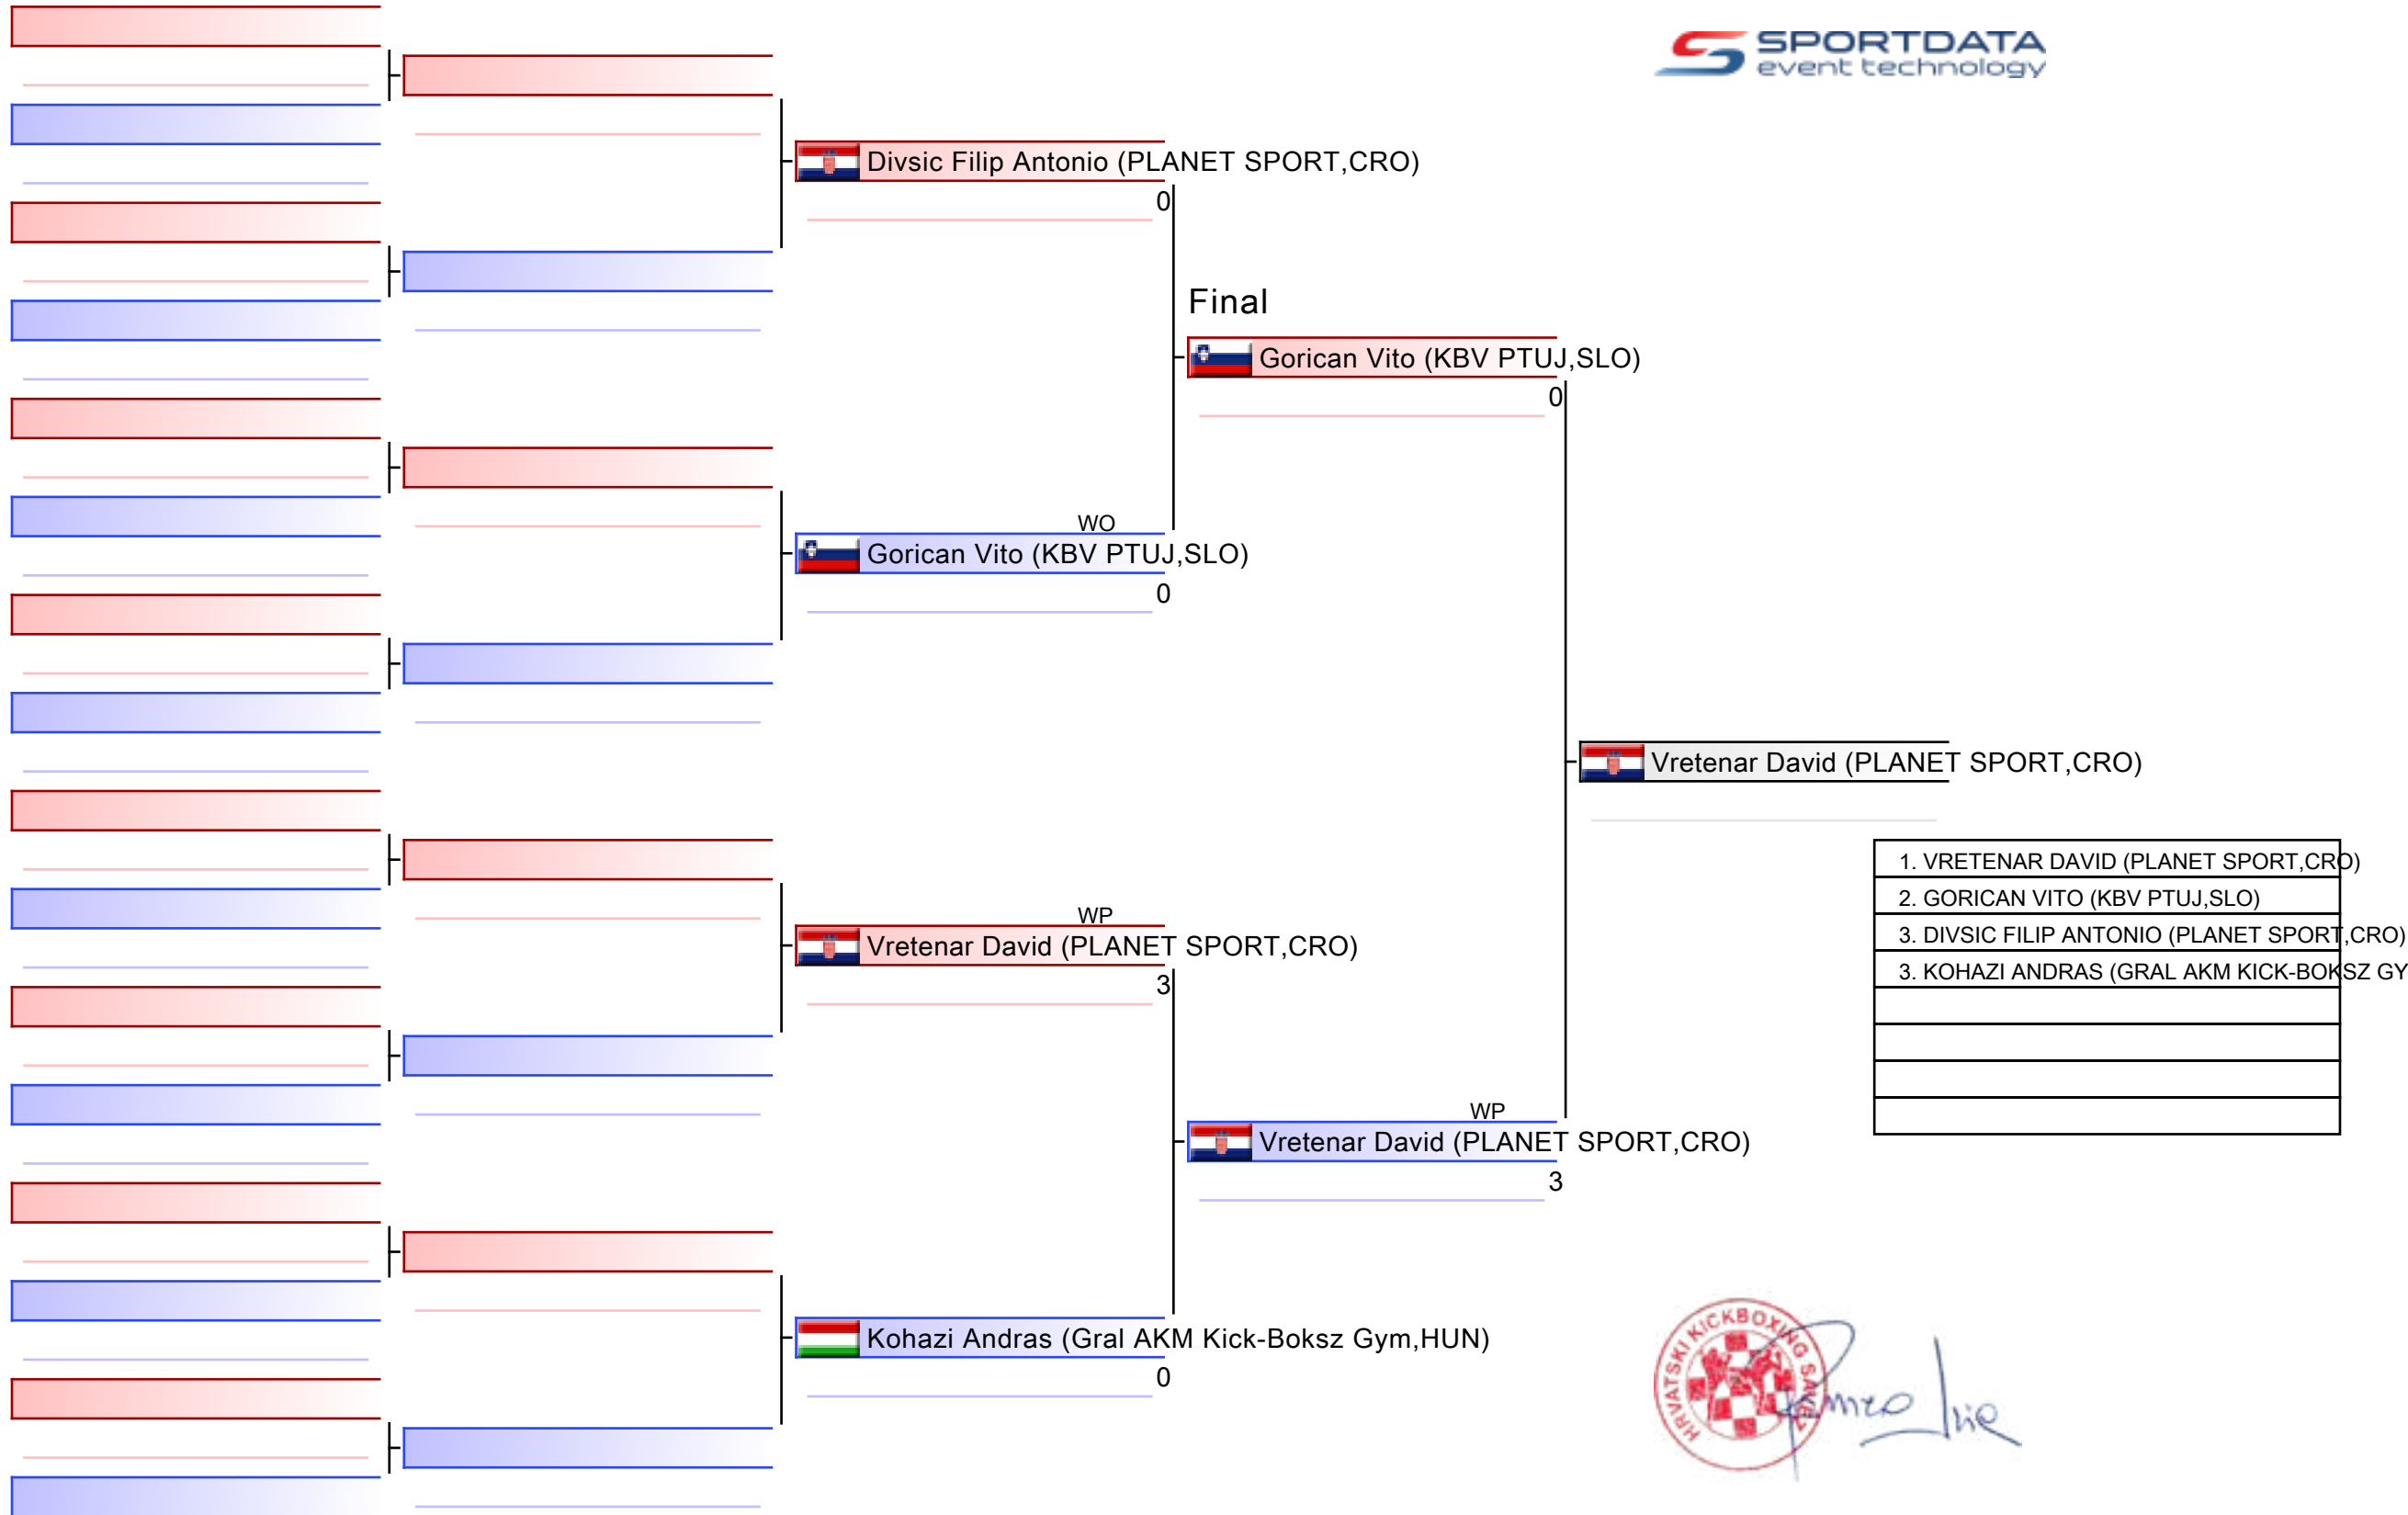 SPORTDATA
event technology
Divsic Filip Antonio (PLANET SPORT,CRO)
0
Final
Gorican Vito (KBV PTUJ,SLO)
0
WO
Gorican Vito (KBV PTUJ,SLO)
0
Vretenar David (PLANET SPORT,CRO)
1. VRETENAR DAVID (PLANET SPORT,CRO)
2. GORICAN VITO (KBV PTUJ,SLO)
3. DIVSIC FILIP ANTONIO (PLANET SPORT,CRO)
3. KOHAZI ANDRAS (GRAL AKM KICK-BOKSZ GY
WP
Vretenar David (PLANET SPORT,CRO)
3
WP
Vretenar David (PLANET SPORT,CRO)
3
Kohazi Andras (Gral AKM Kick-Boksz Gym,HUN)
0
HRVATSKI KICKBOXING SAVEZ